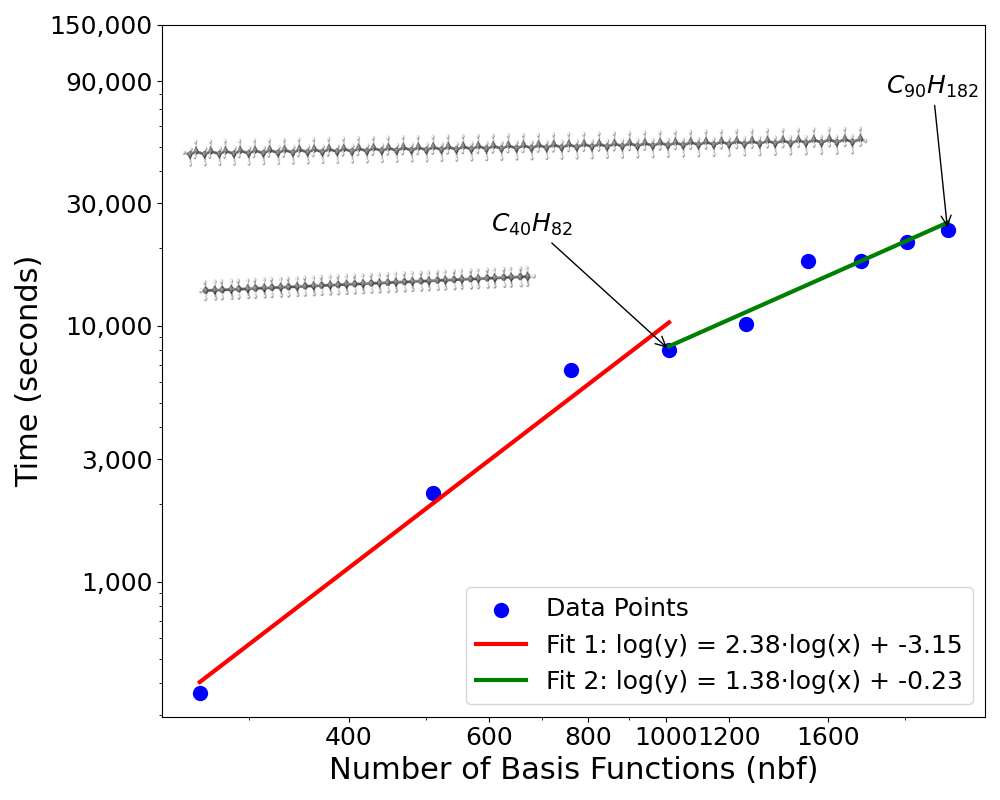 150,000
90,000
30,000
10,000
3,000
1,000
Time (seconds)
C₉₀H₁₈₂
C₄₀H₈₂
Data Points
Fit 1: log(y) = 2.38·log(x) + -3.15
Fit 2: log(y) = 1.38·log(x) + -0.23
400 600 800 1000 1200 1600
Number of Basis Functions (nbf)